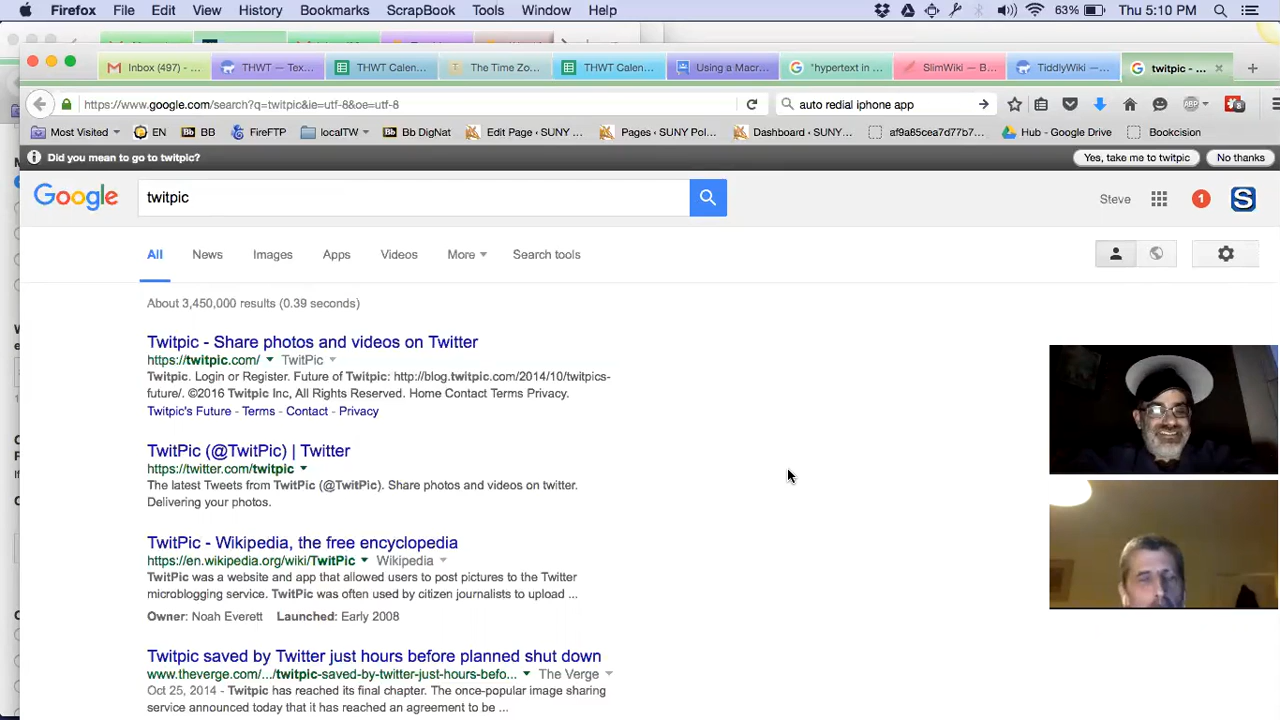 Firefox File Edit View History Bookmarks ScrapBook Tools Window Help 63% Thu 5:10 PM
Inbox (497) - ... THWT — Tex... THWT Calen... The Time Zo... THWT Calen... Using a Macr... "hypertext in ... SlimWiki — B... TiddlyWiki — ... twitpic - ...
https://www.google.com/search?q=twitpic&ie=utf-8&oe=utf-8 auto redial iphone app ABP
Most Visited EN Bb BB FireFTP localTW Bb Bb DigNat Edit Page ‹ SUNY ... Pages ‹ SUNY Pol... Dashboard ‹ SUNY... af9a85cea7d77b7... Hub - Google Drive Bookcision
Did you mean to go to twitpic? Yes, take me to twitpic No thanks
Google twitpic Steve 1 S
All News Images Apps Videos More Search tools
About 3,450,000 results (0.39 seconds)
Twitpic - Share photos and videos on Twitter
https://twitpic.com/ TwitPic
Twitpic. Login or Register. Future of Twitpic: http://blog.twitpic.com/2014/10/twitpics-
future/. ©2016 Twitpic Inc, All Rights Reserved. Home Contact Terms Privacy.
Twitpic's Future - Terms - Contact - Privacy
TwitPic (@TwitPic) | Twitter
https://twitter.com/twitpic
The latest Tweets from TwitPic (@TwitPic). Share photos and videos on twitter.
Delivering your photos.
TwitPic - Wikipedia, the free encyclopedia
https://en.wikipedia.org/wiki/TwitPic Wikipedia
TwitPic was a website and app that allowed users to post pictures to the Twitter
microblogging service. TwitPic was often used by citizen journalists to upload ...
Owner: Noah Everett Launched: Early 2008
Twitpic saved by Twitter just hours before planned shut down
www.theverge.com/.../twitpic-saved-by-twitter-just-hours-befo... The Verge
Oct 25, 2014 - Twitpic has reached its final chapter. The once-popular image sharing
service announced today that it has reached an agreement to be ...